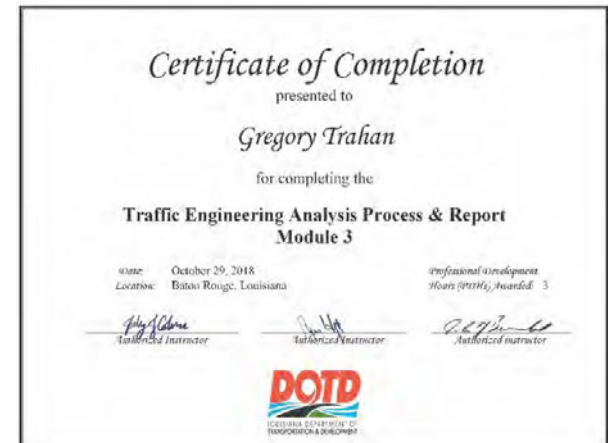 Certificate of Completion
presented to
Gregory Trahan
for completing the
Traffic Engineering Analysis Process & Report
Module 3
Date: October 29, 2018
Location: Baton Rouge, Louisiana
Professional Development
Hours (PDHs) Awarded: 3
Authorized Instructor
Authorized Instructor
Authorized instructor
DOTD
LOUISIANA DEPARTMENT OF
TRANSPORTATION & DEVELOPMENT